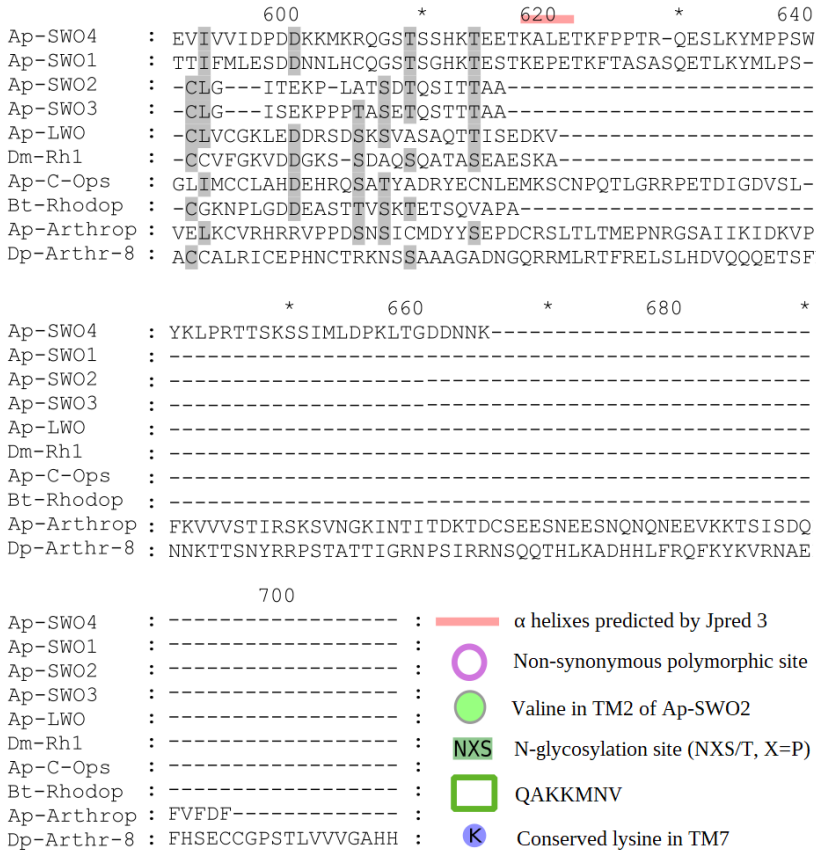 600 * 620 * 640
Ap-SWO4 : EVIVVIDPDDKKMKRQGSTSSHKTEETKALETKFPPTR-QESLKYMPPSW
Ap-SWO1 : TTIFMLESDDNNLHCQGSTSGHKTESTKEPETKFTASASQETLKYMLPS-
Ap-SWO2 : -CLG---ITEKP-LATSDTQSITTAA------------------------
Ap-SWO3 : -CLG---ISEKPPPTASETQSTTTAA------------------------
Ap-LWO : -CLVCGKLEDDRSDSKSVASAQTTISEDKV--------------------
Dm-Rh1 : -CCVFGKVDDGKS-SDAQSQATASEAESKA--------------------
Ap-C-Ops : GLIMCCLAHDEHRQSATYADRYECNLEMKSCNPQTLGRRPETDIGDVSL-
Bt-Rhodop : -CGKNPLGDDEASTTVSKTETSQVAPA-----------------------
Ap-Arthrop : VELKCVRHRRVPPDSNSICMDYYSEPDCRSLTLTMEPNRGSAIIKIDKVP
Dp-Arthr-8 : ACCALRICEPHNCTRKNSSAAAGADNGQRRMLRTFRELSLHDVQQQETSF
* 660 * 680 *
Ap-SWO4 : YKLPRTTSKSSIMLDPKLTGDDNNK-------------------------
Ap-SWO1 : --------------------------------------------------
Ap-SWO2 : --------------------------------------------------
Ap-SWO3 : --------------------------------------------------
Ap-LWO : --------------------------------------------------
Dm-Rh1 : --------------------------------------------------
Ap-C-Ops : --------------------------------------------------
Bt-Rhodop : --------------------------------------------------
Ap-Arthrop : FKVVVSTIRSKSVNGKINTITDKTDCSEESNEESNQNQNEEVKKTSISDQ
Dp-Arthr-8 : NNKTTSNYRRPSTATTIGRNPSIRRNSQQTHLKADHHLFRQFKYKVRNAE
700
Ap-SWO4 : ------------------ : α helixes predicted by Jpred 3
Ap-SWO1 : ------------------ :
Ap-SWO2 : ------------------ : Non-synonymous polymorphic site
Ap-SWO3 : ------------------ :
Ap-LWO : ------------------ : Valine in TM2 of Ap-SWO2
Dm-Rh1 : ------------------ : NXS N-glycosylation site (NXS/T, X=P)
Ap-C-Ops : ------------------ :
Bt-Rhodop : ------------------ : QAKKMNV
Ap-Arthrop : FVFDF------------- :
Dp-Arthr-8 : FHSECCGPSTLVVVGAHH : K Conserved lysine in TM7